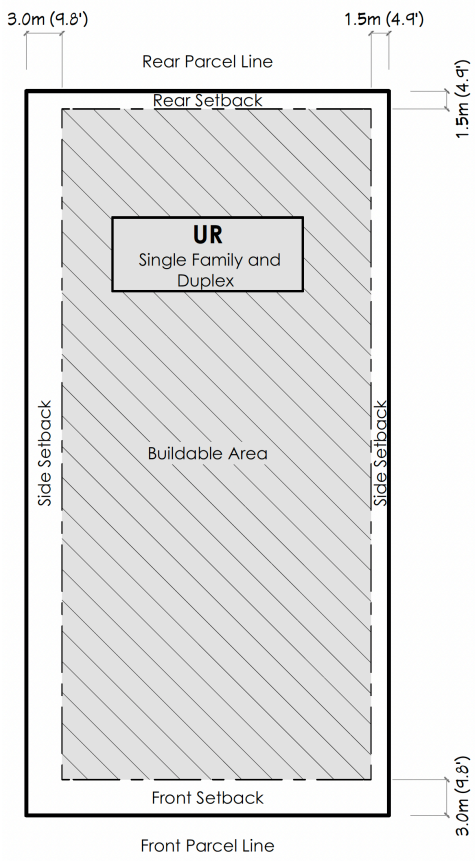 3.0m (9.8')
1.5m (4.9')
Rear Parcel Line
1.5m (4.9')
Rear Setback
UR
Single Family and
Duplex
Side Setback
Buildable Area
Side Setback
Front Setback
3.0m (9.8')
Front Parcel Line